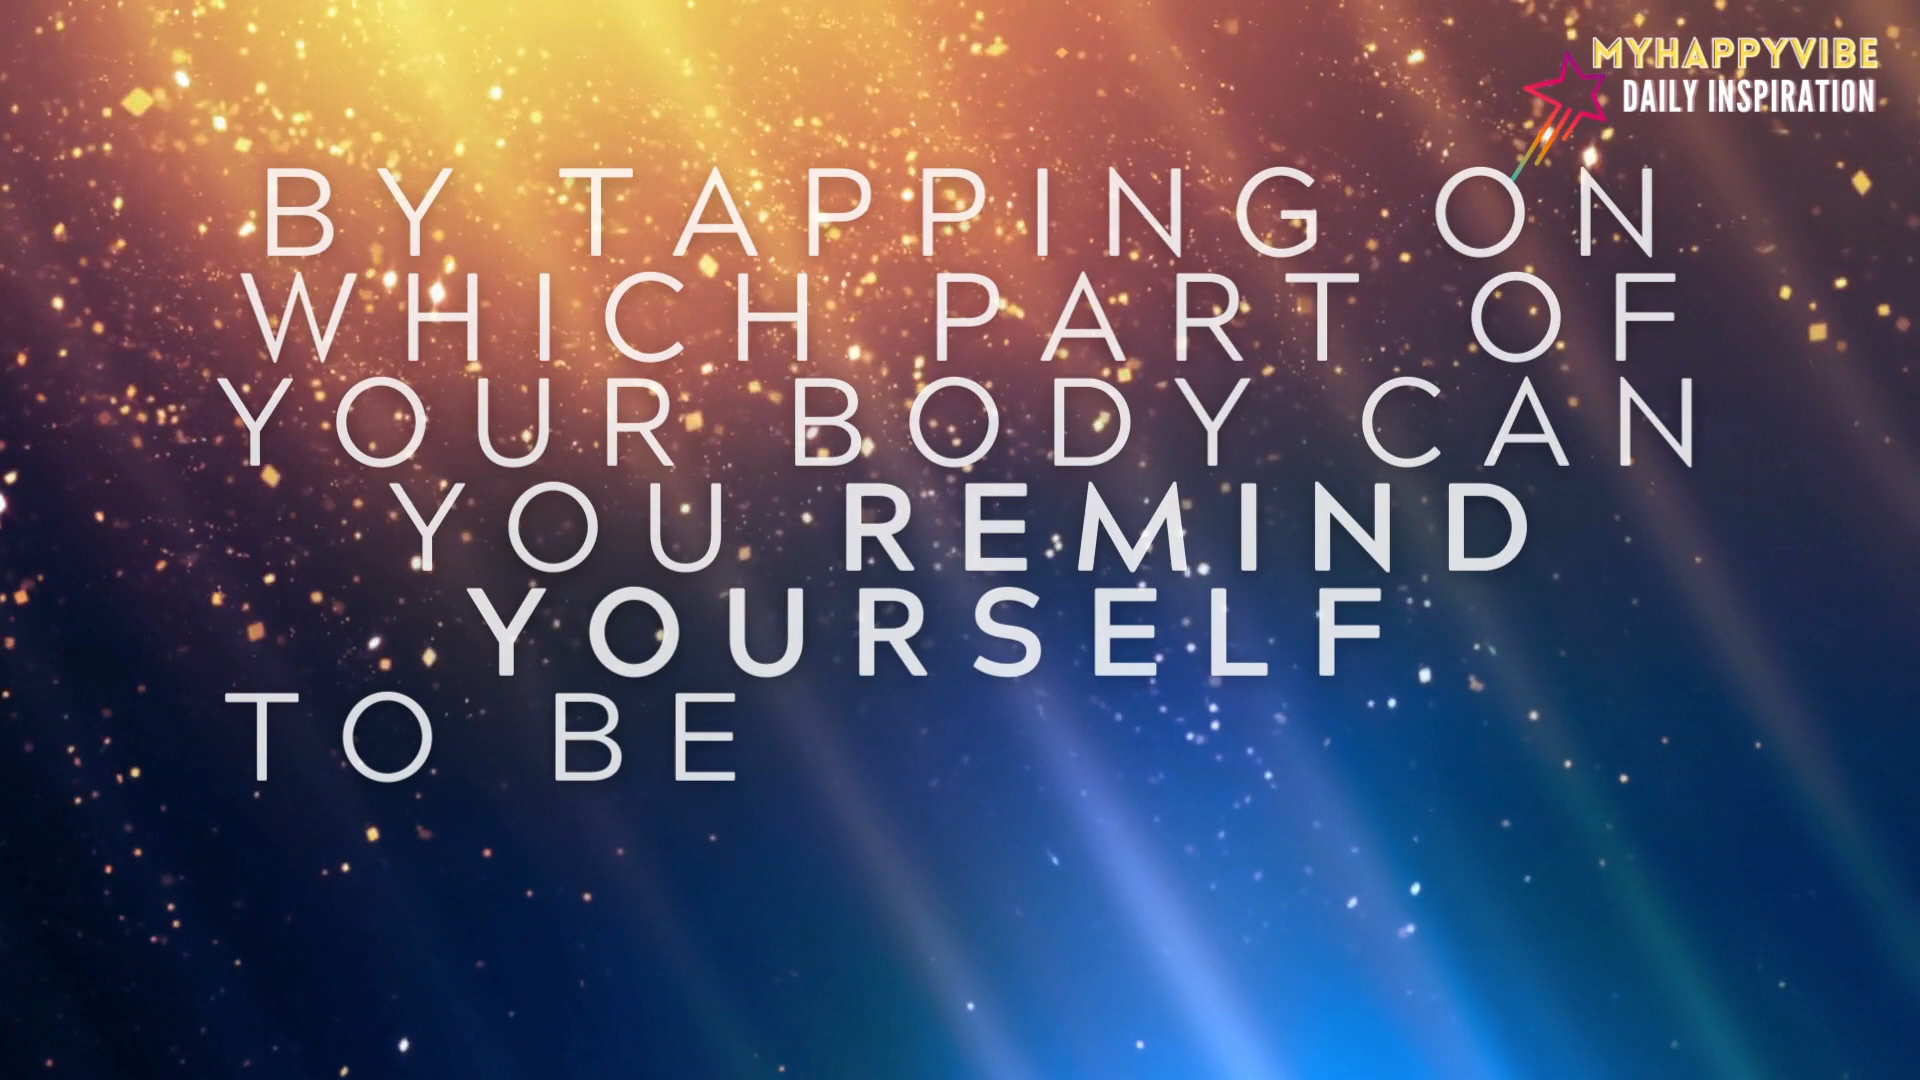 MYHAPPYVIBE
DAILY INSPIRATION
BY TAPPING ON
WHICH PART OF
YOUR BODY CAN
YOU REMIND
YOURSELF
TO BE